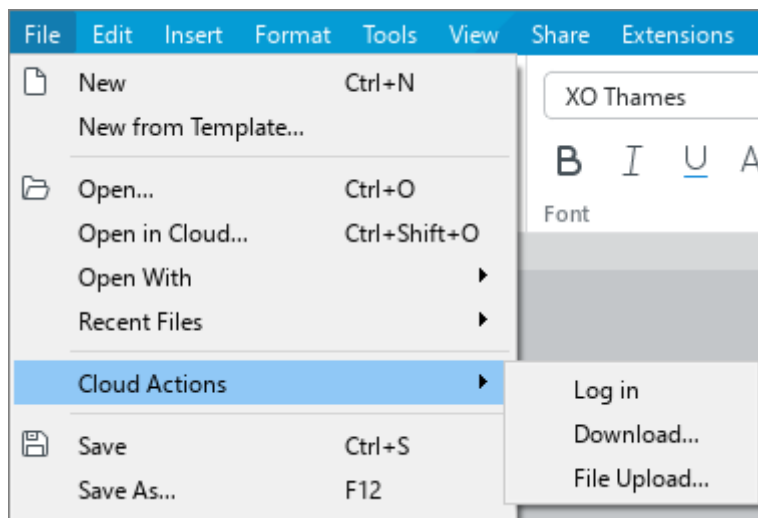 File Edit Insert Format Tools View Share Extensions
New Ctrl+N
XO Thames
New from Template...
B I U
Open... Ctrl+O
Font
Open in Cloud... Ctrl+Shift+O
Open With
Recent Files
Cloud Actions
Log in
Download...
File Upload...
Save Ctrl+S
Save As... F12